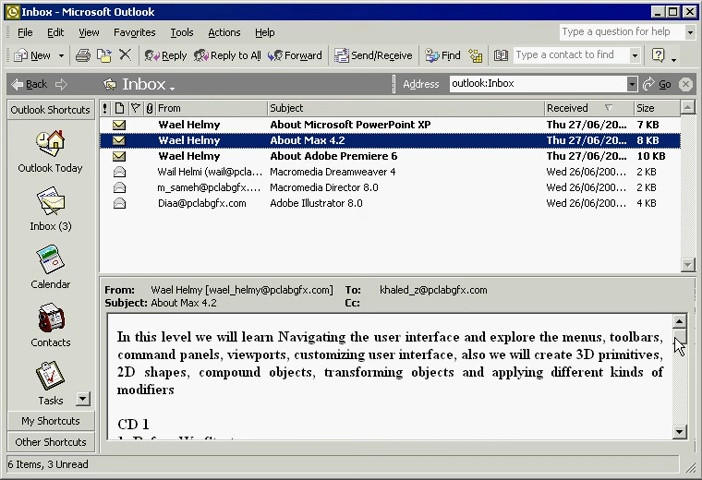 Inbox - Microsoft Outlook
File Edit View Favorites Tools Actions Help
Type a question for help
New Reply Reply to All Forward Send/Receive Find Type a contact to find
Back Inbox Address outlook:Inbox Go
Outlook Shortcuts
Outlook Today
Inbox (3)
Calendar
Contacts
Tasks
My Shortcuts
Other Shortcuts
From Subject Received Size
Wael Helmy About Microsoft PowerPoint XP Thu 27/06/20... 7 KB
Wael Helmy About Max 4.2 Thu 27/06/20... 8 KB
Wael Helmy About Adobe Premiere 6 Thu 27/06/20... 10 KB
Wail Helmi (wail@pcla... Macromedia Dreamweaver 4 Wed 26/06/200... 2 KB
m_sameh@pclabgfx.... Macromedia Director 8.0 Wed 26/06/200... 2 KB
Diaa@pclabgfx.com Adobe Illustrator 8.0 Wed 26/06/200... 4 KB
From: Wael Helmy [wael_helmy@pclabgfx.com] To: khaled_z@pclabgfx.com
Subject: About Max 4.2 Cc:
In this level we will learn Navigating the user interface and explore the menus, toolbars,
command panels, viewports, customizing user interface, also we will create 3D primitives,
2D shapes, compound objects, transforming objects and applying different kinds of
modifiers
CD 1
6 Items, 3 Unread